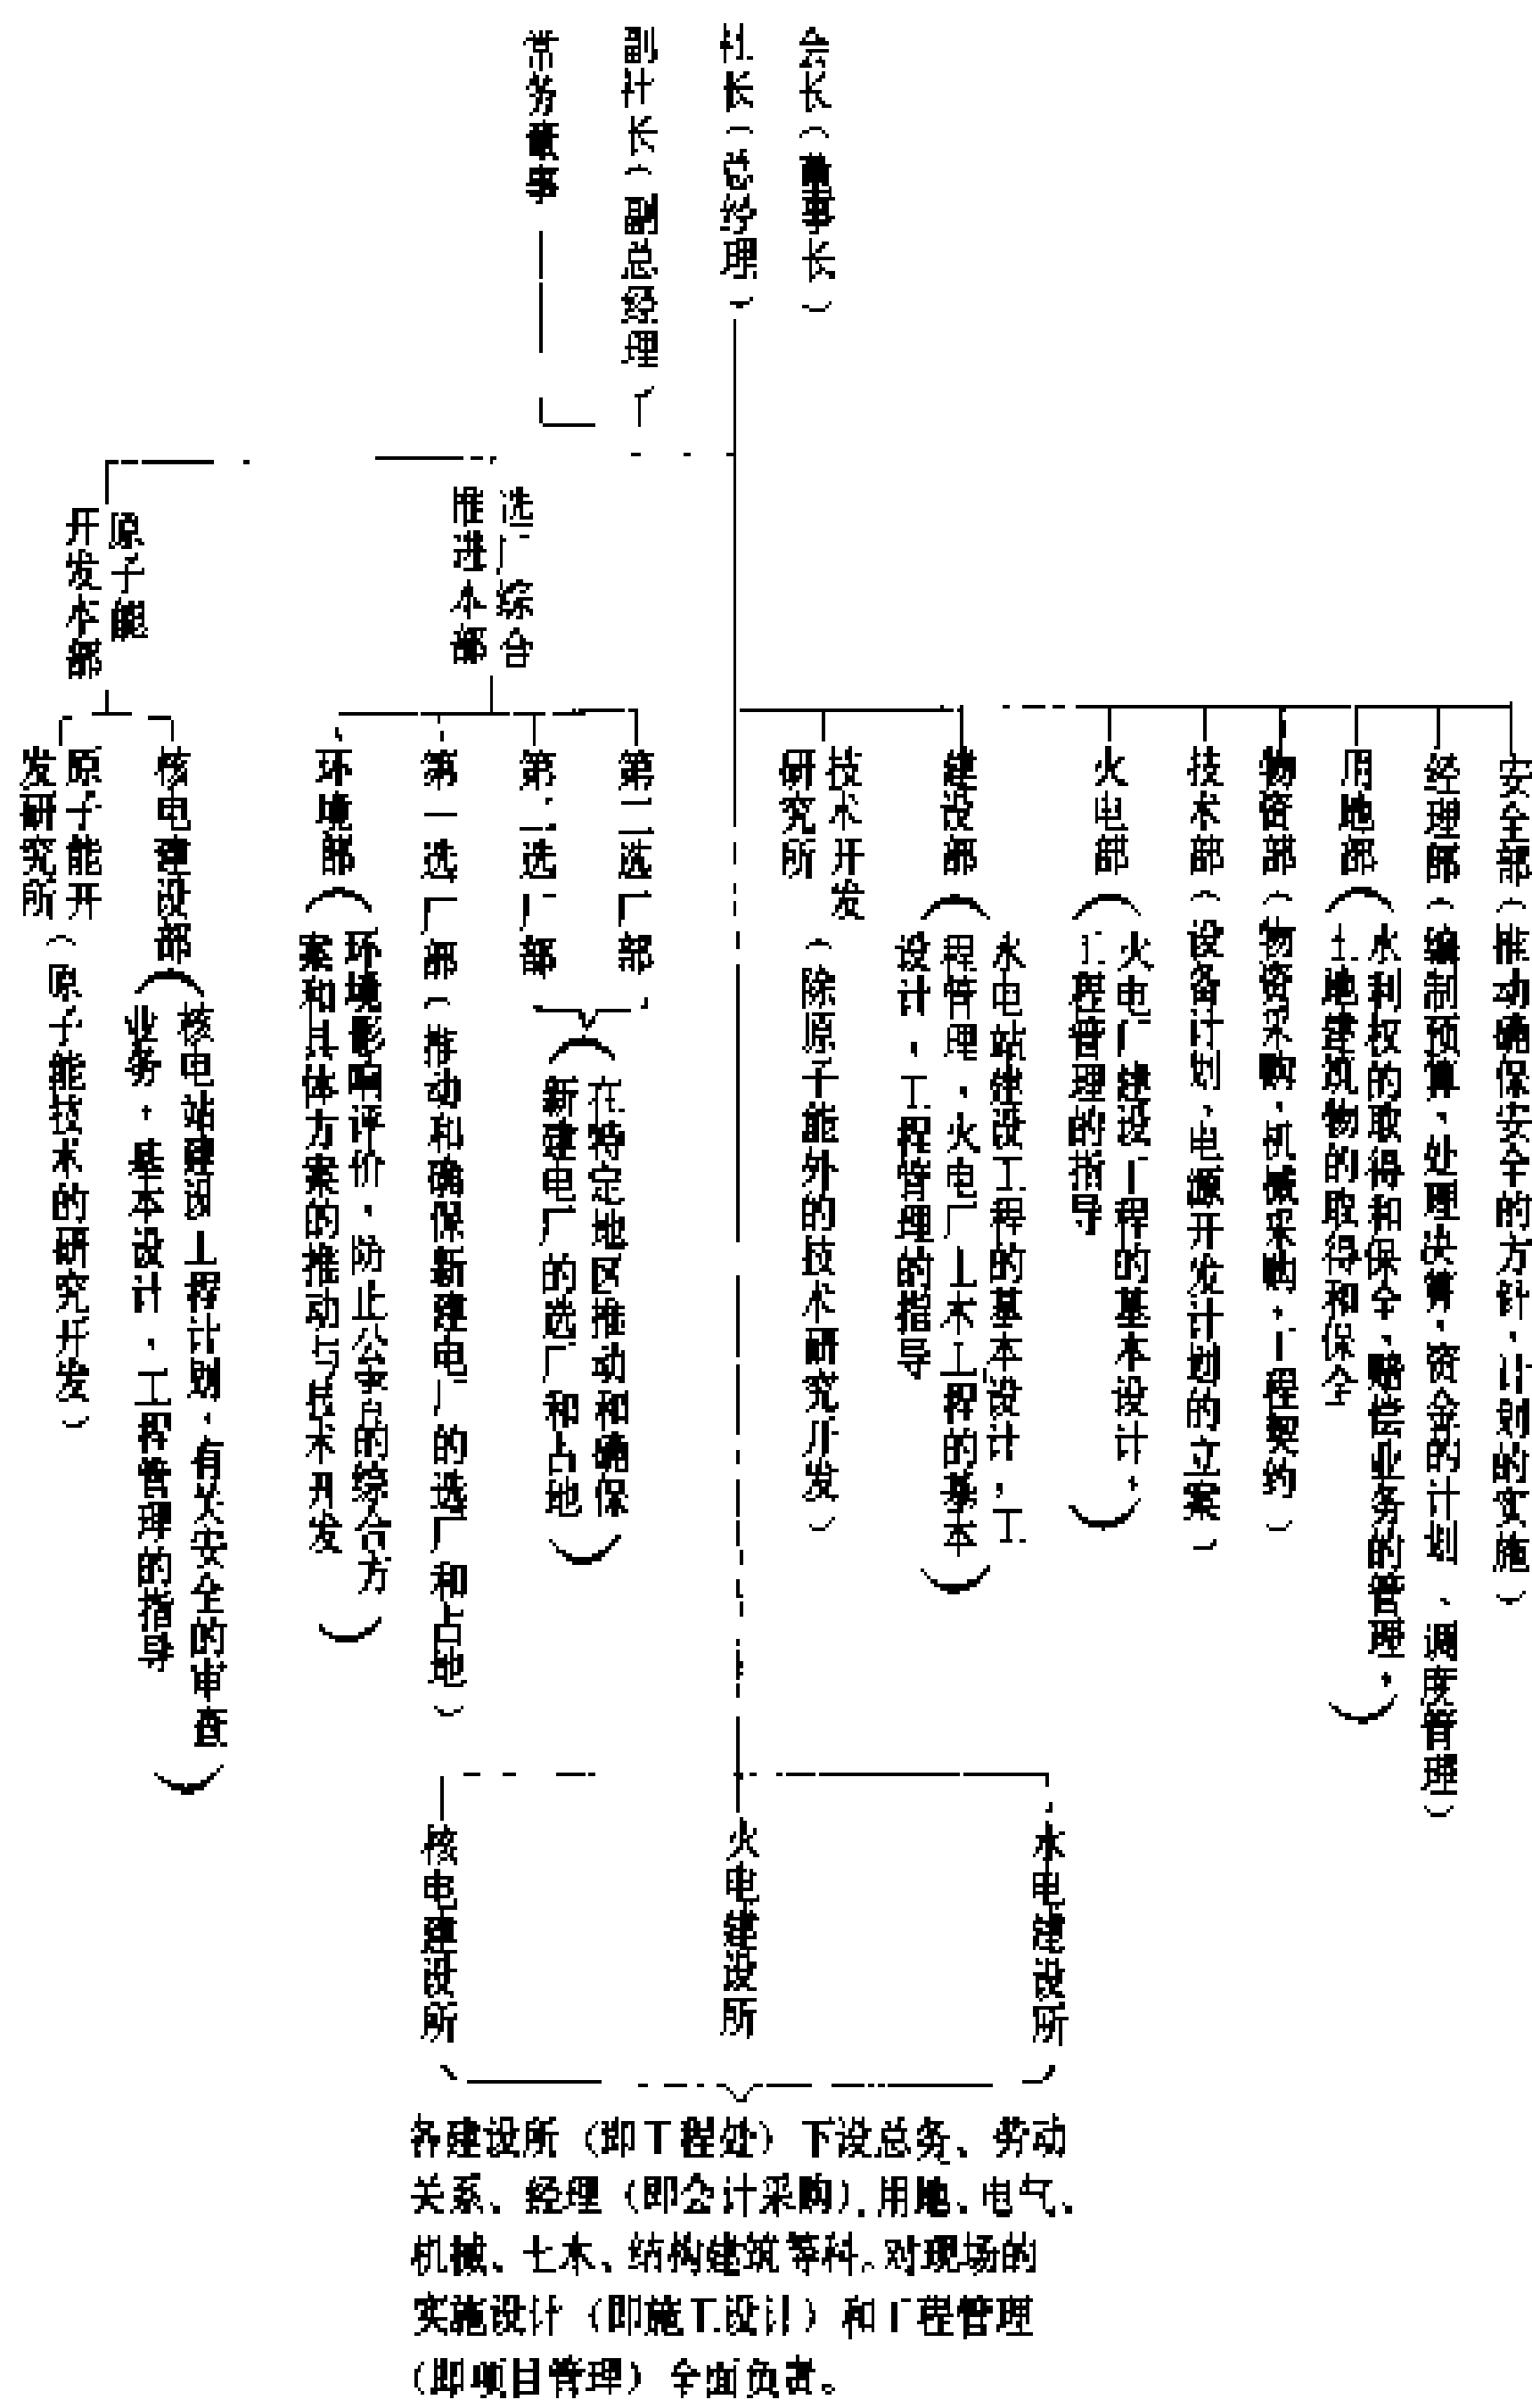 会长（董事长）
社长（总经理）
副社长（副总经理）
常务董事
选厂综合
推进本部
原子能
开发本部
安全部（推动确保安全的方针，计划的实施）
经理部（编制预算，处理决算，资金的计划、调度管理）
用地部
水利权的取得和保全，赔偿业务的管理，
土地建筑物的取得和保全
物资部（物资采购，机械采购，工程契约）
技术部（设备计划，电源开发计划的立案）
火电部
火电厂建设工程的基本设计，
工程管理的指导
建设部
水电站建设工程的基本设计，工
程管理，火电厂土木工程的基本
设计，工程管理的指导
技术开发
研究所
（除原子能外的技术研究开发）
第二选厂部
第二选厂部
在特定地区推动和确保
新建电厂的选厂和占地
第一选厂部（推动和确保新建电厂的选厂和占地）
环境部
环境影响评价，防止公害的综合方
案和具体方案的推动与技术开发
核电建设部
核电站建设工程计划，有关安全的审查
业务，基本设计，工程管理的指导
原子能开
发研究所
（原子能技术的研究开发）
水电建设所
火电建设所
核电建设所
各建设所（即工程处）下设总务、劳动
关系、经理（即会计采购）、用地、电气、
机械、土木、结构建筑等科。对现场的
实施设计（即施工设计）和工程管理
（即项目管理）全面负责。